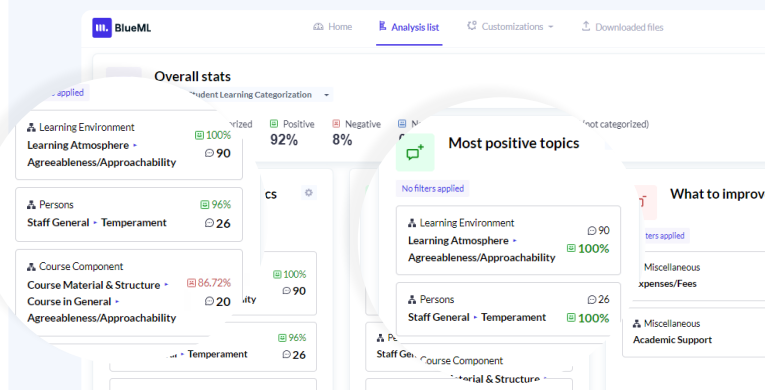 BlueML
Home
Analysis list
Customizations
Downloaded files
Overall stats
Student Learning Categorization
applied
Positive
Negative
(not categorized)
92%
8%
Learning Environment
100%
Learning Atmosphere
90
Agreeableness/Approachability
Persons
96%
Staff General ‣ Temperament
26
Course Component
Course Material & Structure ‣
86.72%
Course in General ‣
20
Agreeableness/Approachability
100%
90
96%
Temperament
26
Most positive topics
No filters applied
Learning Environment
90
Learning Atmosphere ‣
100%
Agreeableness/Approachability
Persons
26
Staff General ‣ Temperament
100%
Course Component
Structure
What to improv
applied
Miscellaneous
xpenses/Fees
Miscellaneous
Academic Support